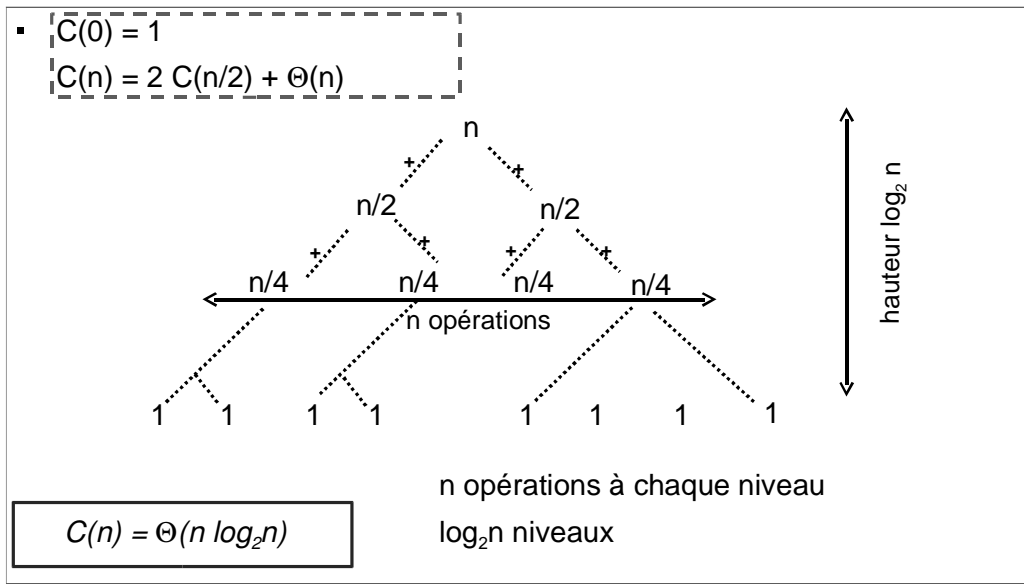 ▪ C(0) = 1
C(n) = 2 C(n/2) + Θ(n)
n
+ +
n/2 n/2
+ + + +
n/4 n/4 n/4 n/4
n opérations
1 1 1 1 1 1 1 1
hauteur log₂ n
n opérations à chaque niveau
C(n) = Θ(n log₂n)
log₂n niveaux